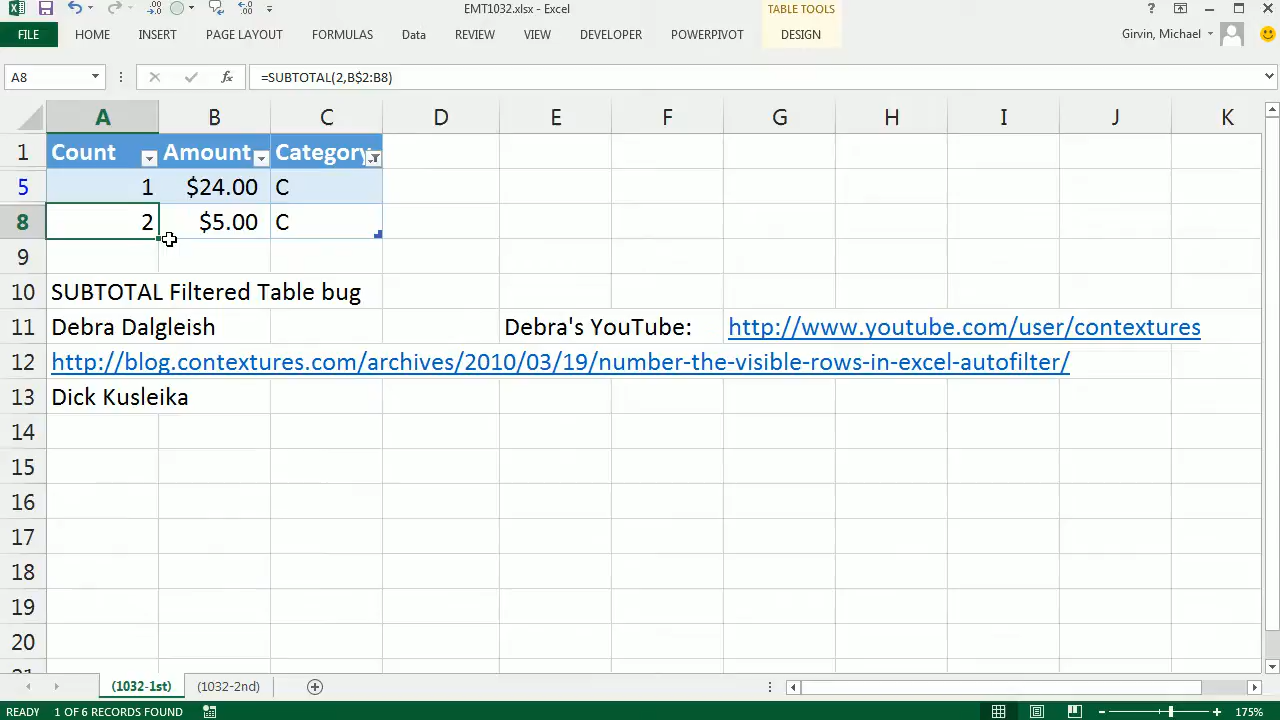 EMT1032.xlsx - Excel
TABLE TOOLS
?
FILE HOME INSERT PAGE LAYOUT FORMULAS Data REVIEW VIEW DEVELOPER POWERPIVOT DESIGN Girvin, Michael
A8 fx =SUBTOTAL(2,B$2:B8)
A B C D E F G H I J K
1 Count Amount Category
5 1 $24.00 C
8 2 $5.00 C
9
10 SUBTOTAL Filtered Table bug
11 Debra Dalgleish Debra's YouTube: http://www.youtube.com/user/contextures
12 http://blog.contextures.com/archives/2010/03/19/number-the-visible-rows-in-excel-autofilter/
13 Dick Kusleika
14
15
16
17
18
19
20
(1032-1st) (1032-2nd)
READY 1 OF 6 RECORDS FOUND 175%